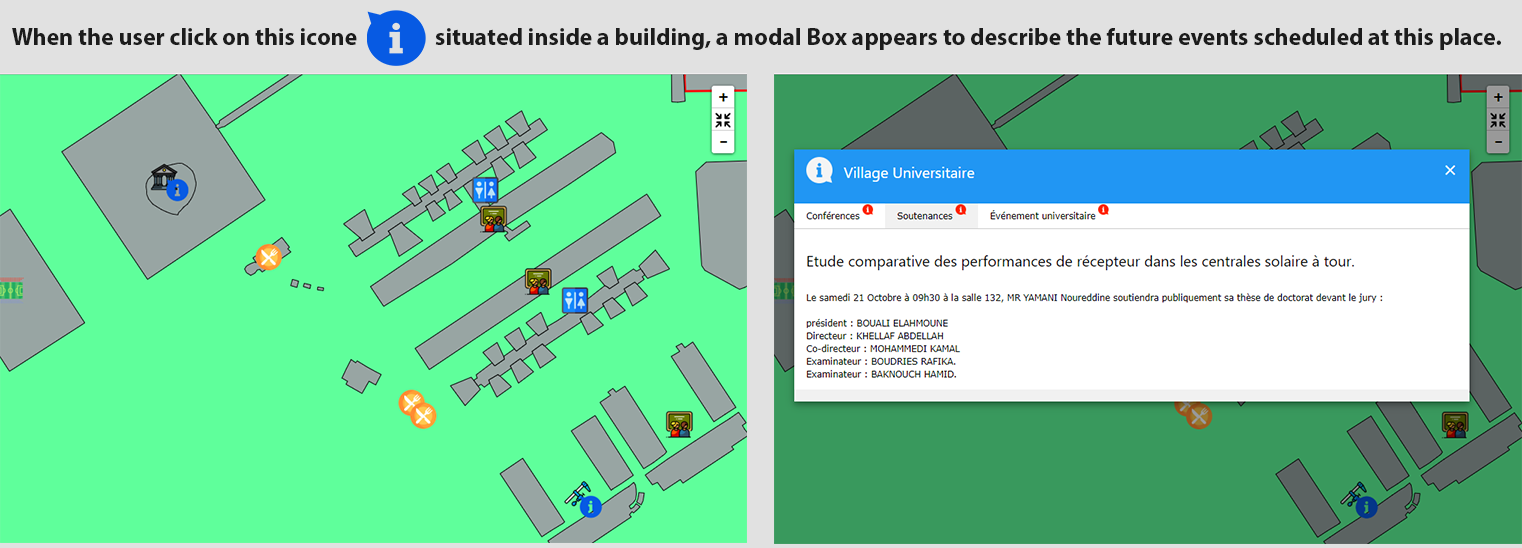 When the user click on this icone i situated inside a building, a modal Box appears to describe the future events scheduled at this place.
+
−
i
i
+
−
i Village Universitaire ×
Conférences i Soutenances i Événement universitaire i
Etude comparative des performances de récepteur dans les centrales solaire à tour.
Le samedi 21 Octobre à 09h30 à la salle 132, MR YAMANI Noureddine soutiendra publiquement sa thèse de doctorat devant le jury :
président : BOUALI ELAHMOUNE
Directeur : KHELLAF ABDELLAH
Co-directeur : MOHAMMEDI KAMAL
Examinateur : BOUDRIES RAFIKA.
Examinateur : BAKNOUCH HAMID.
i